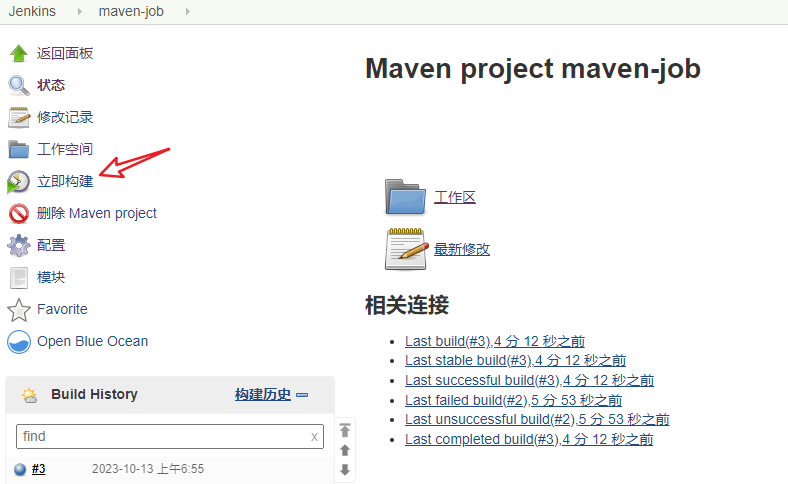 Jenkins
maven-job
返回面板
状态
修改记录
工作空间
立即构建
删除 Maven project
配置
模块
Favorite
Open Blue Ocean
Build History 构建历史
find x
#3 2023-10-13 上午6:55
Maven project maven-job
工作区
最新修改
相关连接
Last build(#3),4 分 12 秒之前
Last stable build(#3),4 分 12 秒之前
Last successful build(#3),4 分 12 秒之前
Last failed build(#2),5 分 53 秒之前
Last unsuccessful build(#2),5 分 53 秒之前
Last completed build(#3),4 分 12 秒之前